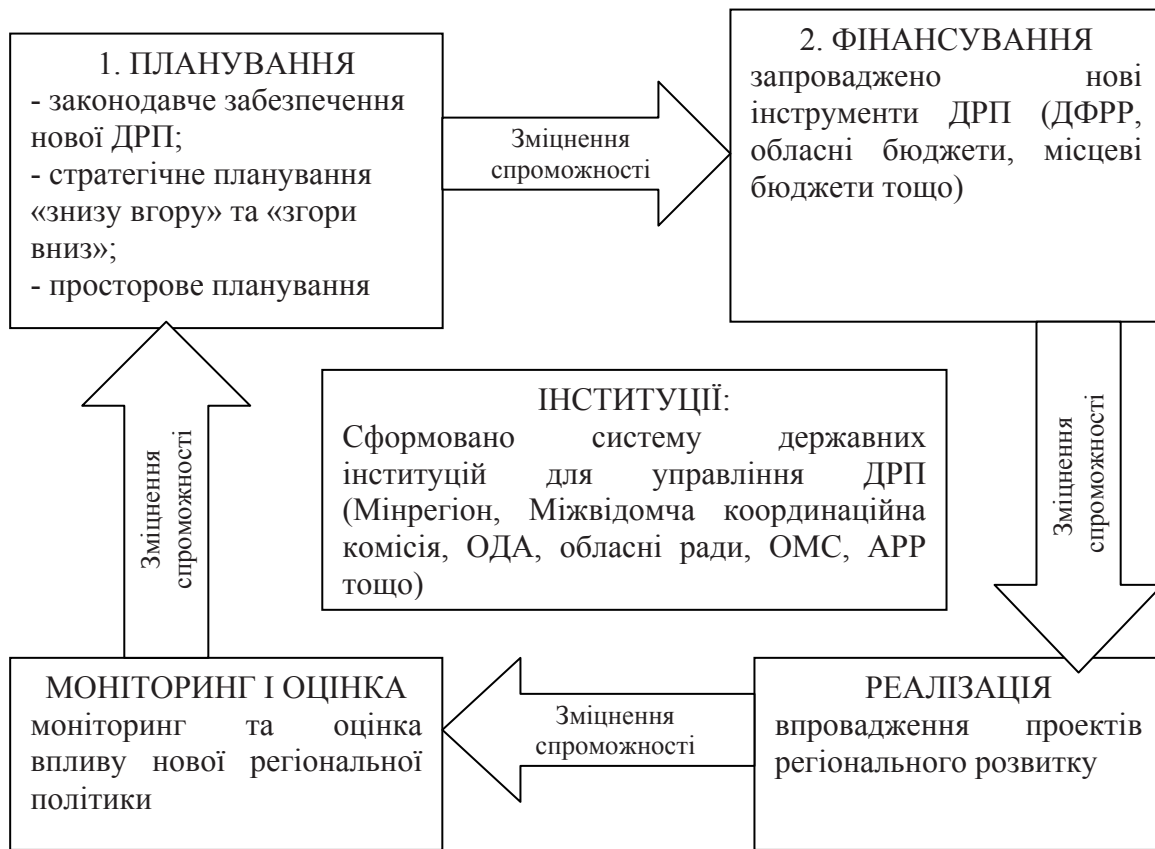 1. ПЛАНУВАННЯ
- законодавче забезпечення
нової ДРП;
- стратегічне планування
«знизу вгору» та «згори
вниз»;
- просторове планування
Зміцнення
спроможності
2. ФІНАНСУВАННЯ
запроваджено нові
інструменти ДРП (ДФРР,
обласні бюджети, місцеві
бюджети тощо)
Зміцнення
спроможності
ІНСТИТУЦІЇ:
Сформовано систему державних
інституцій для управління ДРП
(Мінрегіон, Міжвідомча координаційна
комісія, ОДА, обласні ради, ОМС, АРР
тощо)
Зміцнення
спроможності
МОНІТОРИНГ І ОЦІНКА
моніторинг та оцінка
впливу нової регіональної
політики
Зміцнення
спроможності
РЕАЛІЗАЦІЯ
впровадження проектів
регіонального розвитку